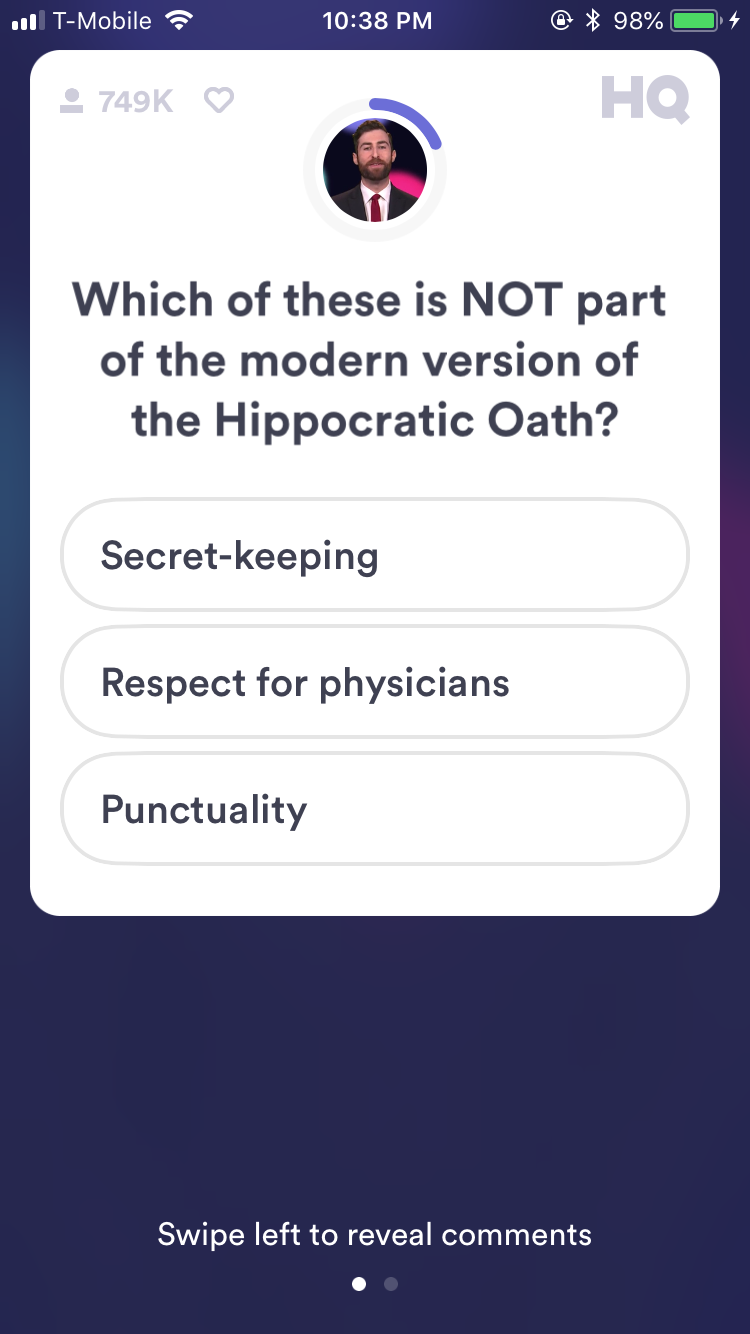 T-Mobile 10:38 PM 98%
749K HQ
Which of these is NOT part
of the modern version of
the Hippocratic Oath?
Secret-keeping
Respect for physicians
Punctuality
Swipe left to reveal comments